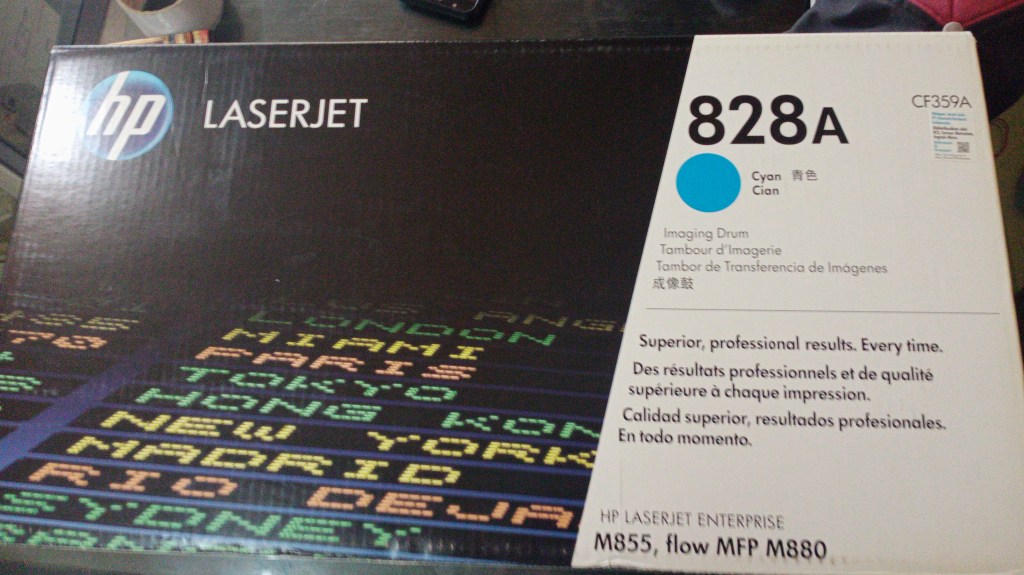 hp LASERJET
828A
CF359A
Cyan 青色
Cian
Imaging Drum
Tambour d'Imagerie
Tambor de Transferencia de Imágenes
成像鼓
Superior, professional results. Every time.
Des résultats professionnels et de qualité
supérieure à chaque impression.
Calidad superior, resultados profesionales.
En todo momento.
HP LASERJET ENTERPRISE
M855, flow MFP M880
LONDON
MIAMI
PARIS
TOKYO
HONG KON
NEW YORK
MADRID
RIO DEJA
SYDNEY